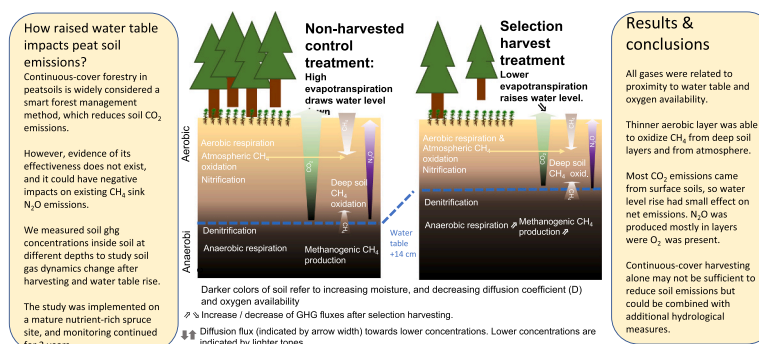 How raised water table
impacts peat soil
emissions?
Continuous-cover forestry in
peatsoils is widely considered a
smart forest management
method, which reduces soil CO₂
emissions.
However, evidence of its
effectiveness does not exist,
and it could have negative
impacts on existing CH₄ sink
N₂O emissions.
We measured soil ghg
concentrations inside soil at
different depths to study soil
gas dynamics change after
harvesting and water table rise.
The study was implemented on
a mature nutrient-rich spruce
site, and monitoring continued
Non-harvested
control
treatment:
High
evapotranspiration
draws water level
Selection
harvest
treatment
Lower
evapotranspiration
raises water level.
Aerobic
Anaerobi
Aerobic respiration
Atmospheric CH₄
oxidation
Nitrification
CO₂
CH₄
N₂O
Deep soil
CH₄
oxidation
CH₄
Denitrification
Anaerobic respiration
Methanogenic CH₄
production
Water
table
+14 cm
Aerobic respiration &
Atmospheric CH₄
oxidation
Nitrification
CO₂
CH₄
N₂O
Deep soil
CH₄ oxid.
CH₄
Denitrification
Anaerobic respiration ⇗
Methanogenic CH₄
production ⇗
Darker colors of soil refer to increasing moisture, and decreasing diffusion coefficient (D)
and oxygen availability
⇗ ⇘ Increase / decrease of GHG fluxes after selection harvesting.
⬇⬆ Diffusion flux (indicated by arrow width) towards lower concentrations. Lower concentrations are
indicated by lighter tones
Results &
conclusions
All gases were related to
proximity to water table and
oxygen availability.
Thinner aerobic layer was able
to oxidize CH₄ from deep soil
layers and from atmosphere.
Most CO₂ emissions came
from surface soils, so water
level rise had small effect on
net emissions. N₂O was
produced mostly in layers
were O₂ was present.
Continuous-cover harvesting
alone may not be sufficient to
reduce soil emissions but
could be combined with
additional hydrological
measures.